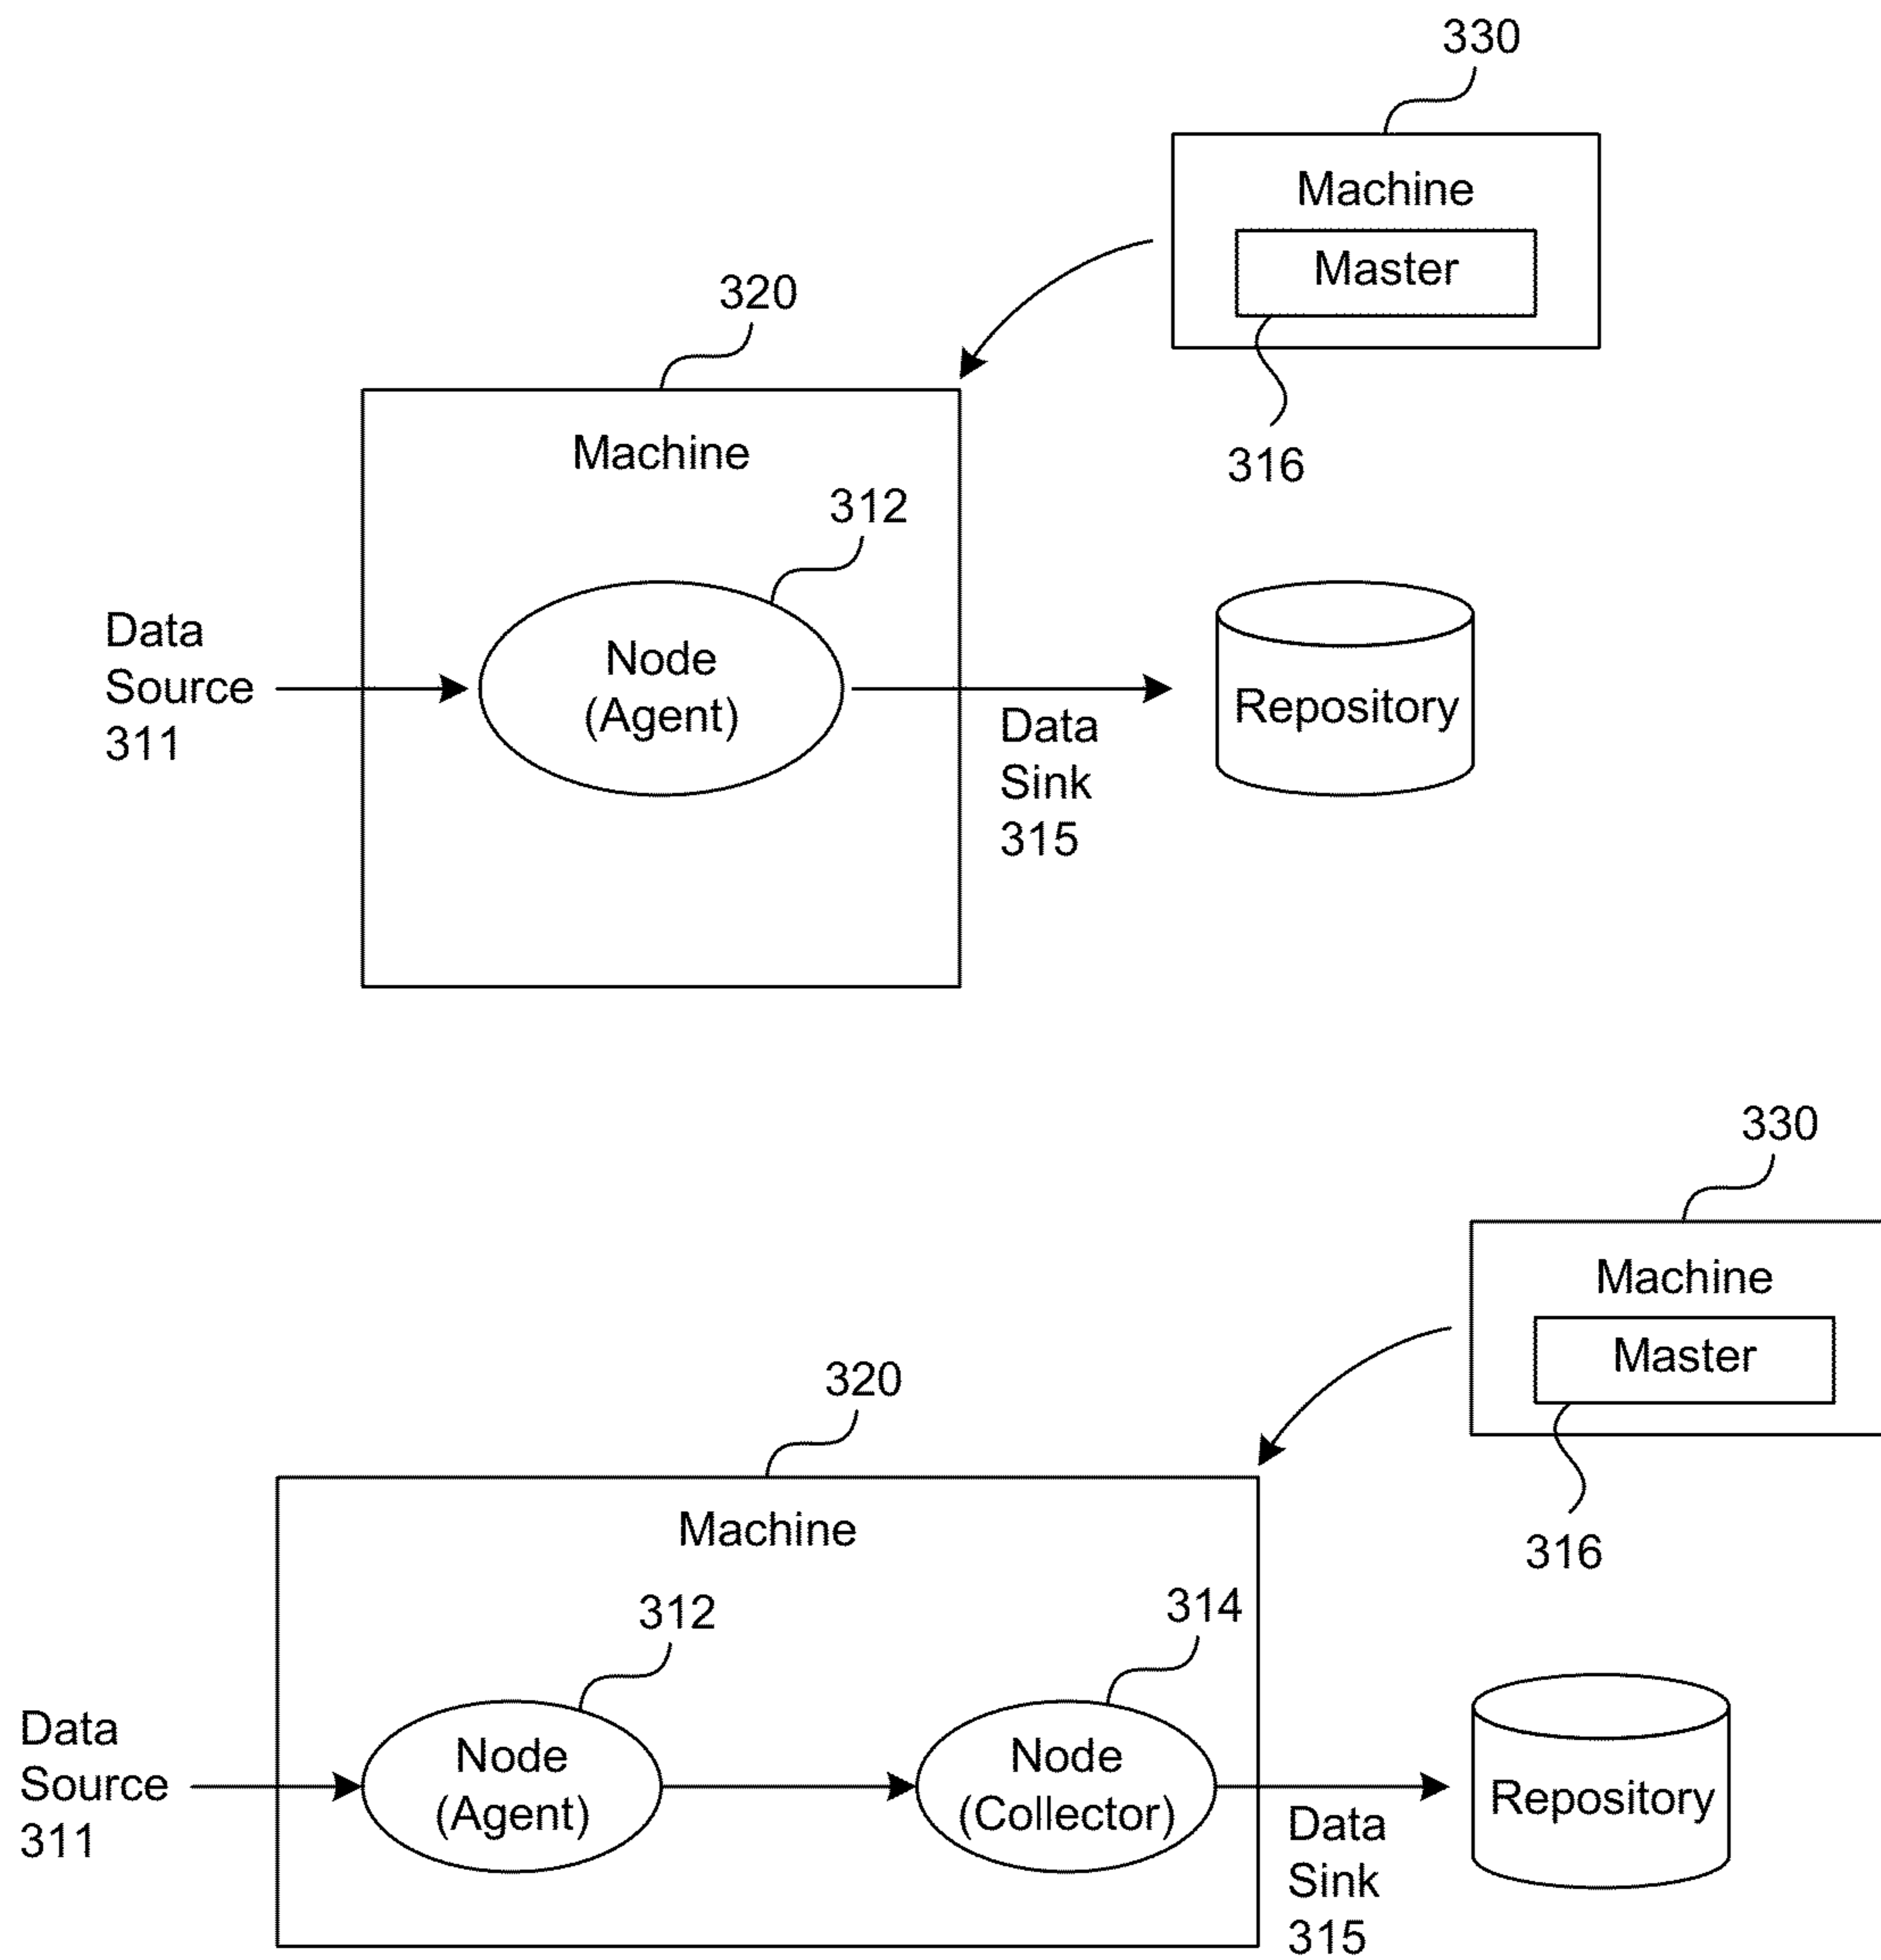 330
Machine
Master
320
316
Machine
312
Data
Source
311
Node
(Agent)
Data
Sink
315
Repository
330
Machine
Master
320
316
Machine
312
314
Data
Source
311
Node
(Agent)
Node
(Collector)
Data
Sink
315
Repository